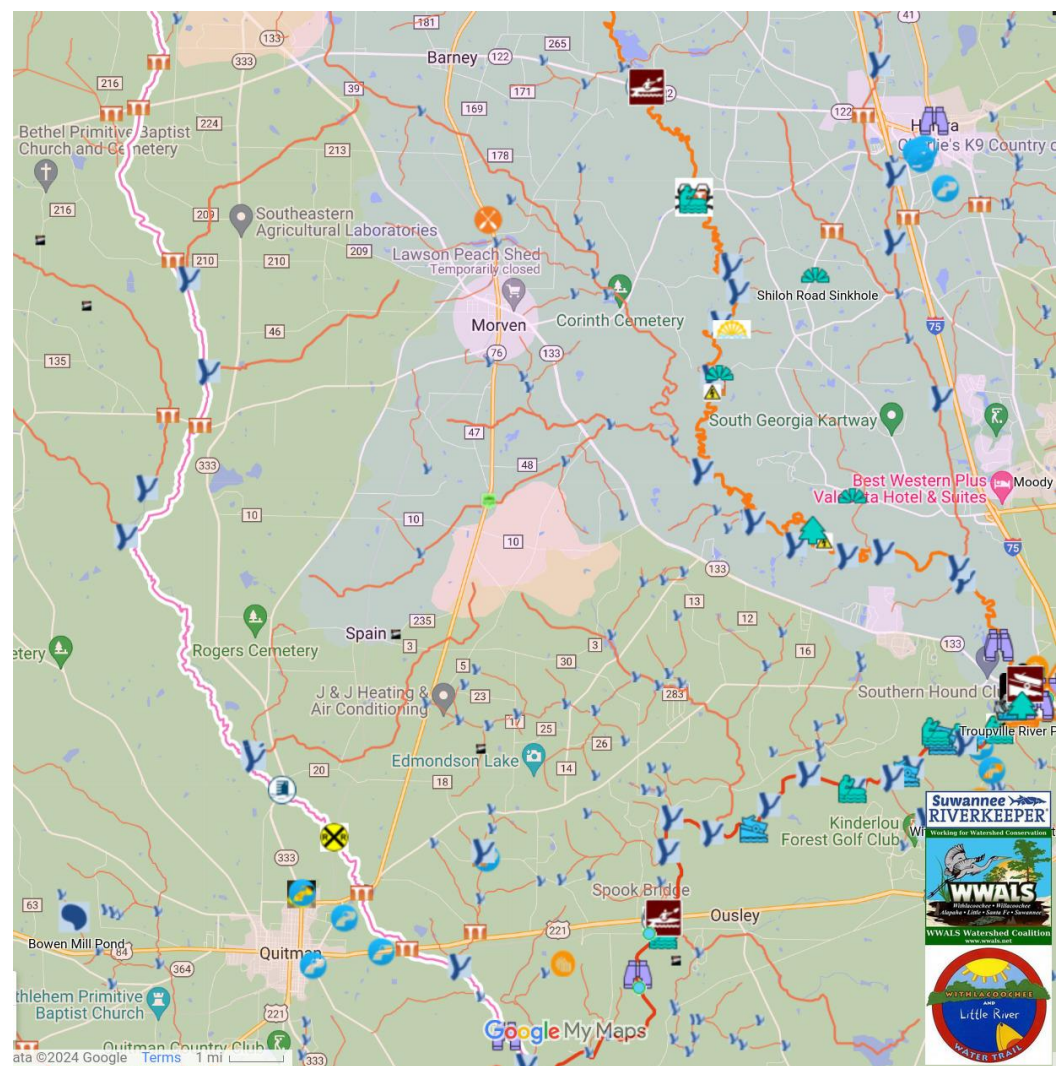 181
41
133
265
Barney
122
333
216
39
171
169
122
Bethel Primitive Baptist
Church and Cemetery
224
213
178
216
209
Southeastern
Agricultural Laboratories
209
210
210
Lawson Peach Shed
Temporarily closed
Shiloh Road Sinkhole
Corinth Cemetery
Morven
46
75
135
76
133
South Georgia Kartway
47
333
48
Best Western Plus
Hotel & Suites
Moody
10
10
10
75
133
13
12
235
Spain
3
3
16
133
Rogers Cemetery
5
30
Southern Hound
J & J Heating &
Air Conditioning
23
283
17
25
Troupville River P
26
Edmondson Lake
14
20
18
Suwannee
RIVERKEEPER®
Kinderlou
Forest Golf Club
Working for Watershed Conservation
333
WWALS
Withlacoochee • Willacoochee
Alapaha • Little • Santa Fe • Suwannee
Spook Bridge
63
Ousley
221
WWALS Watershed Coalition
www.wwals.net
Bowen Mill Pond
84
Quitman
364
thlehem Primitive
Baptist Church
221
WITHLACOOCHEE
AND
Little River
WATER TRAIL
Google My Maps
Quitman Country Club
ata ©2024 Google Terms 1 mi
333